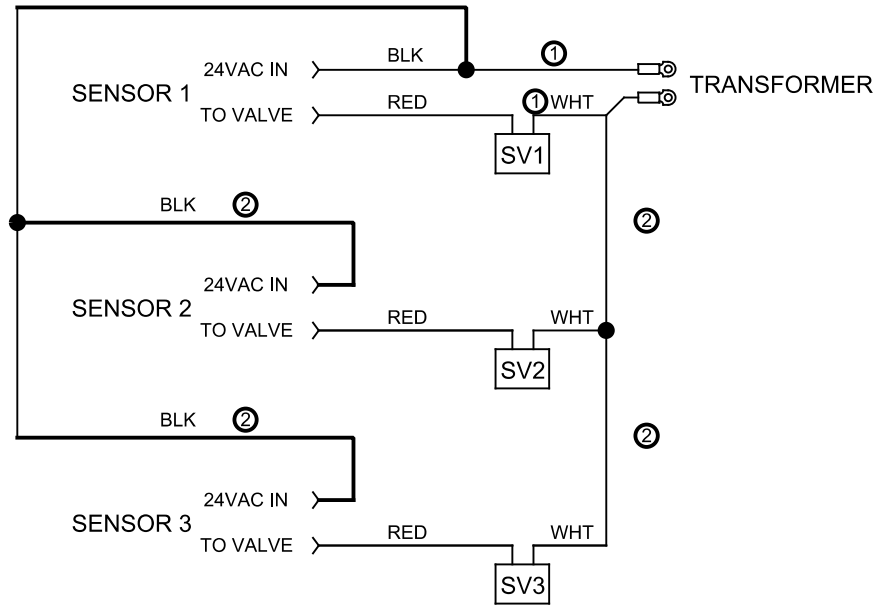 BLK
①
24VAC IN
SENSOR 1
TRANSFORMER
TO VALVE
RED
①
WHT
SV1
BLK
②
②
24VAC IN
SENSOR 2
TO VALVE
RED
WHT
SV2
BLK
②
②
24VAC IN
SENSOR 3
TO VALVE
RED
WHT
SV3